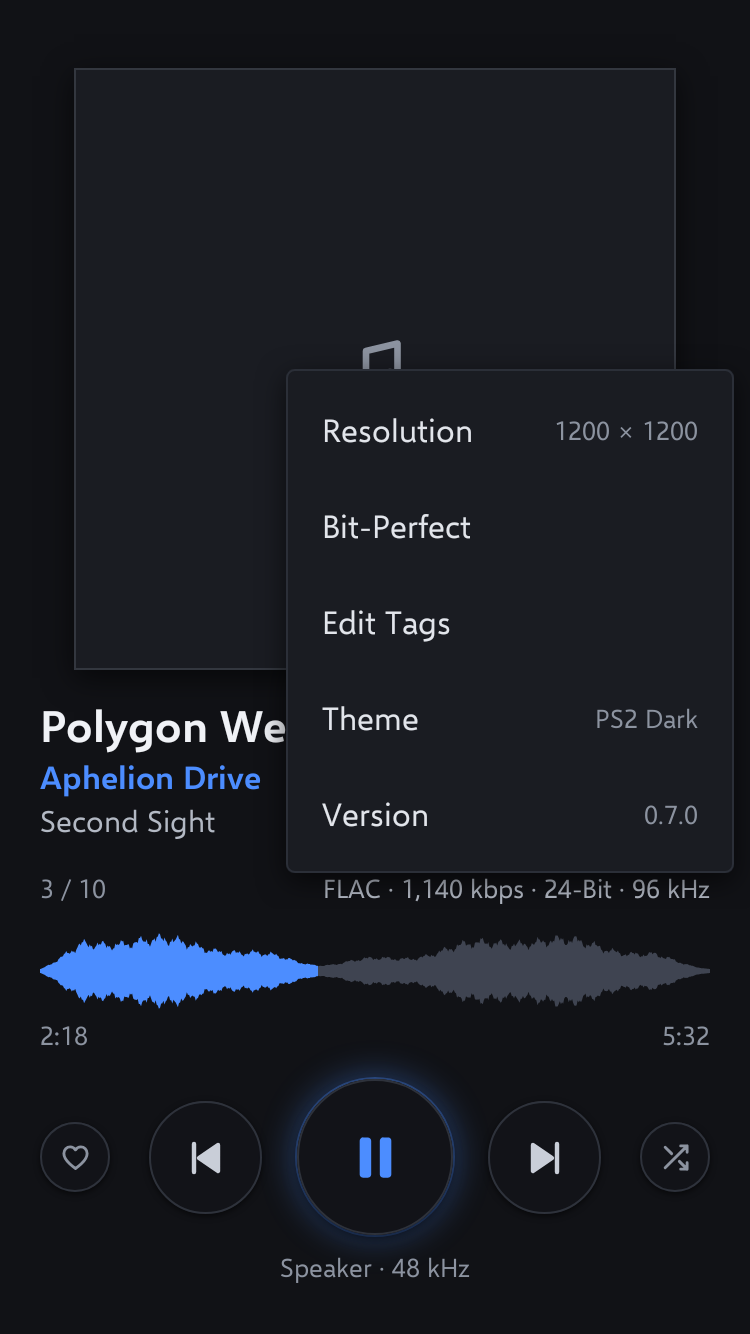 Resolution 1200 × 1200
Bit-Perfect
Edit Tags
Theme PS2 Dark
Version 0.7.0
Polygon We
Aphelion Drive
Second Sight
3 / 10 FLAC · 1,140 kbps · 24-Bit · 96 kHz
2:18 5:32
Speaker · 48 kHz